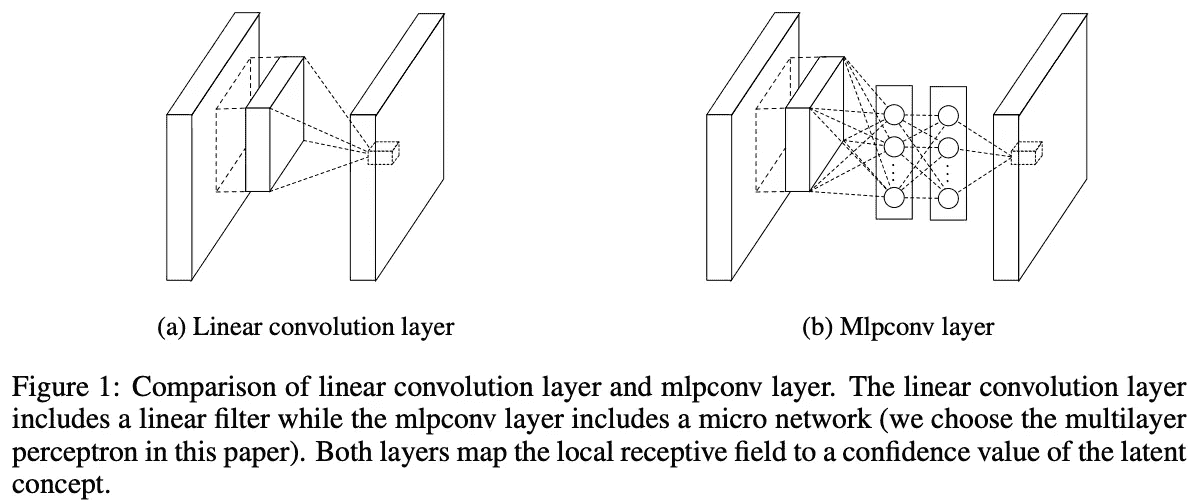 (a) Linear convolution layer
(b) Mlpconv layer
Figure 1: Comparison of linear convolution layer and mlpconv layer. The linear convolution layer
includes a linear filter while the mlpconv layer includes a micro network (we choose the multilayer
perceptron in this paper). Both layers map the local receptive field to a confidence value of the latent
concept.